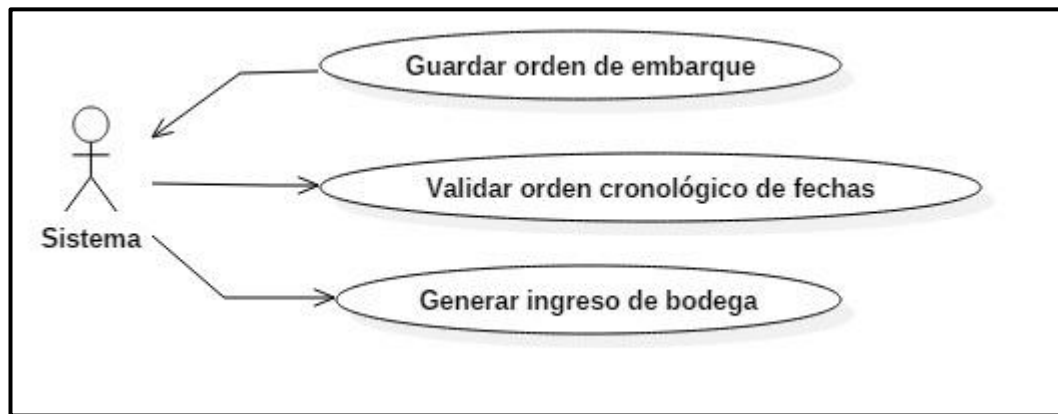 Guardar orden de embarque
Validar orden cronológico de fechas
Sistema
Generar ingreso de bodega